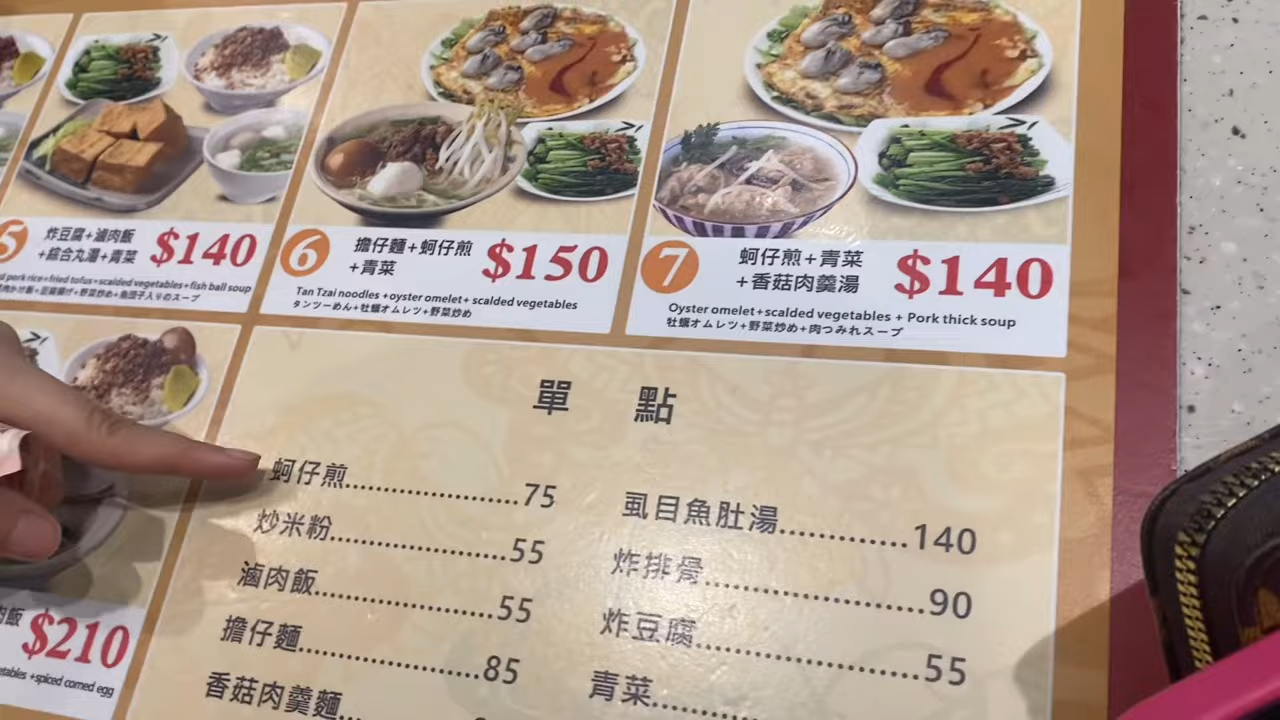 5
炸豆腐+滷肉飯
+綜合丸湯+青菜
$140
pork rice+fried tofus+scalded vegetables+fish ball soup
6
擔仔麵+蚵仔煎
+青菜
$150
Tan Tzai noodles +oyster omelet+ scalded vegetables
タンツーめん+牡蠣オムレツ+野菜炒め
7
蚵仔煎+青菜
+香菇肉羹湯
$140
Oyster omelet+scalded vegetables + Pork thick soup
牡蠣オムレツ+野菜炒め+肉つみれスープ
肉飯
$210
+spiced corned egg
單 點
蚵仔煎......................75
炒米粉......................55
滷肉飯......................55
擔仔麵......................85
香菇肉羹麵
虱目魚肚湯...............140
炸排骨.........................90
炸豆腐.........................55
青菜